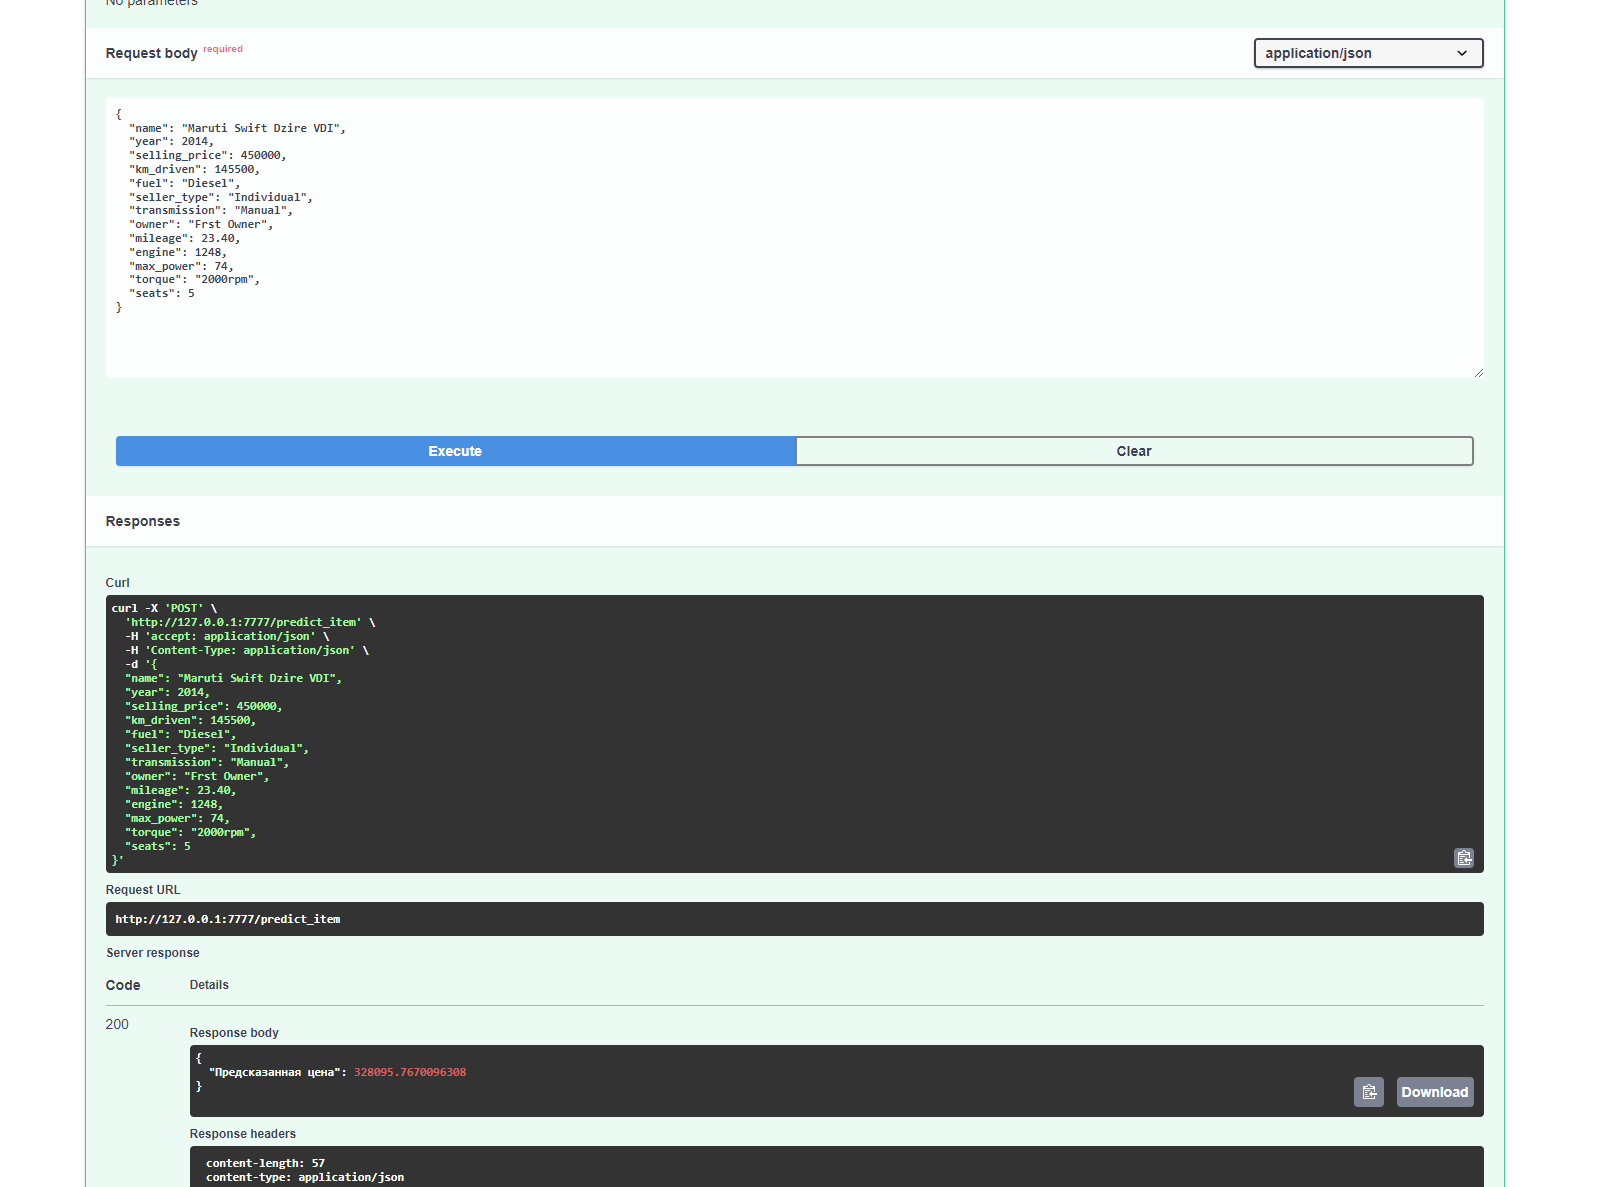 No parameters
Request body required
application/json
{
"name": "Maruti Swift Dzire VDI",
"year": 2014,
"selling_price": 450000,
"km_driven": 145500,
"fuel": "Diesel",
"seller_type": "Individual",
"transmission": "Manual",
"owner": "Frst Owner",
"mileage": 23.40,
"engine": 1248,
"max_power": 74,
"torque": "2000rpm",
"seats": 5
}
Execute
Clear
Responses
Curl
curl -X 'POST' \
'http://127.0.0.1:7777/predict_item' \
-H 'accept: application/json' \
-H 'Content-Type: application/json' \
-d '{
"name": "Maruti Swift Dzire VDI",
"year": 2014,
"selling_price": 450000,
"km_driven": 145500,
"fuel": "Diesel",
"seller_type": "Individual",
"transmission": "Manual",
"owner": "Frst Owner",
"mileage": 23.40,
"engine": 1248,
"max_power": 74,
"torque": "2000rpm",
"seats": 5
}'
Request URL
http://127.0.0.1:7777/predict_item
Server response
Code
Details
200
Response body
{
"Предсказанная цена": 328095.7670096308
}
Download
Response headers
content-length: 57
content-type: application/json